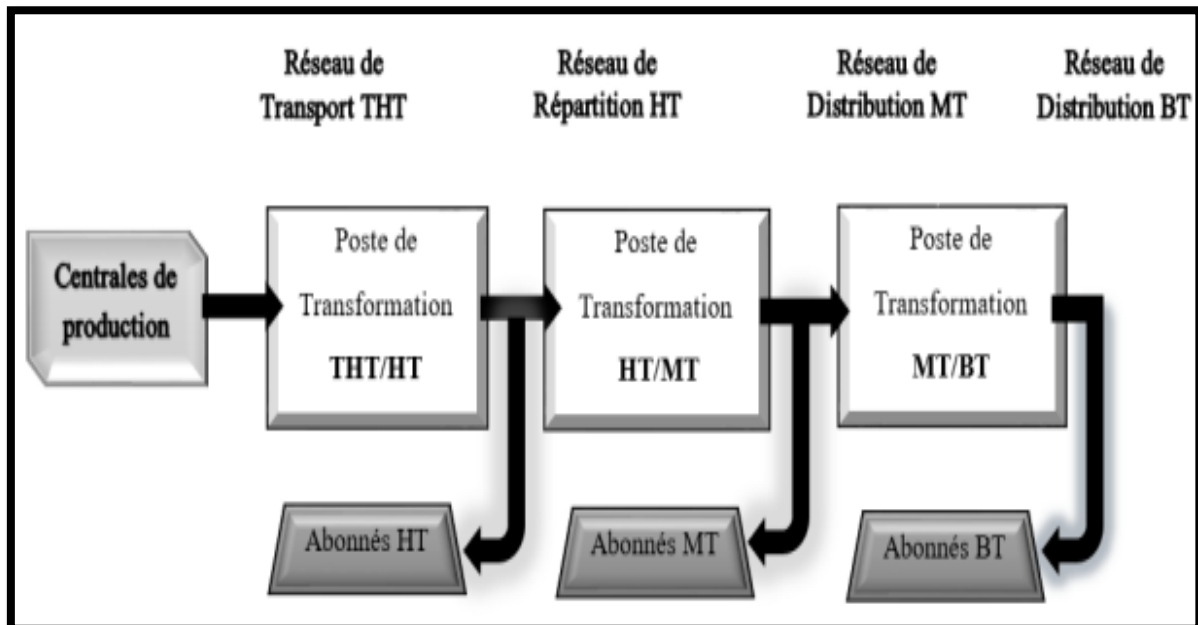 Réseau de
Transport THT
Réseau de
Répartition HT
Réseau de
Distribution MT
Réseau de
Distribution BT
Centrales de
production
Poste de
Transformation
THT/HT
Poste de
Transformation
HT/MT
Poste de
Transformation
MT/BT
Abonnés HT
Abonnés MT
Abonnés BT